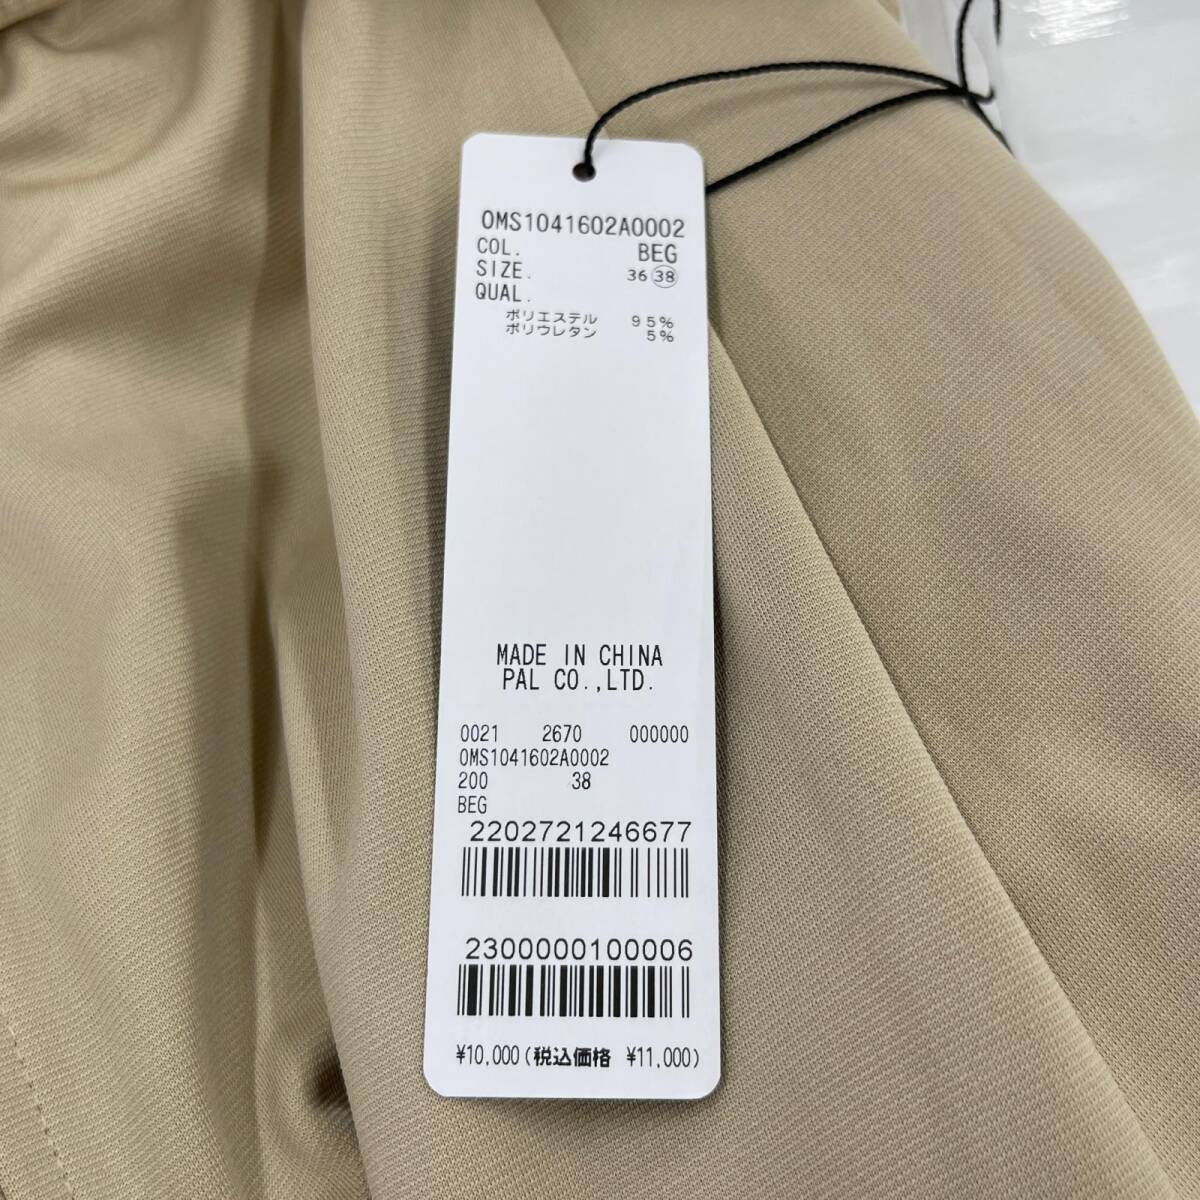 OMS1041602A0002
COL. BEG
SIZE. 36 38
QUAL.
ポリエステル 95%
ポリウレタン 5%
MADE IN CHINA
PAL CO.,LTD.
0021 2670 000000
OMS1041602A0002
200 38
BEG
2202721246677
2300000100006
¥10,000(税込価格 ¥11,000)